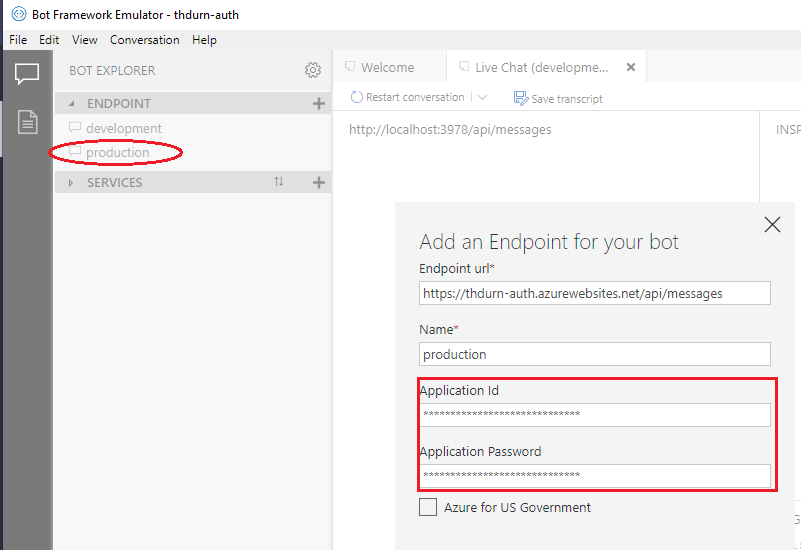 Bot Framework Emulator - thdurn-auth
File Edit View Conversation Help
BOT EXPLORER
Welcome
Live Chat (developme...
ENDPOINT
Restart conversation
Save transcript
development
http://localhost:3978/api/messages
INSP
production
SERVICES
Add an Endpoint for your bot
Endpoint url*
https://thdurn-auth.azurewebsites.net/api/messages
Name*
production
Application Id
*****************************
Application Password
*****************************
Azure for US Government